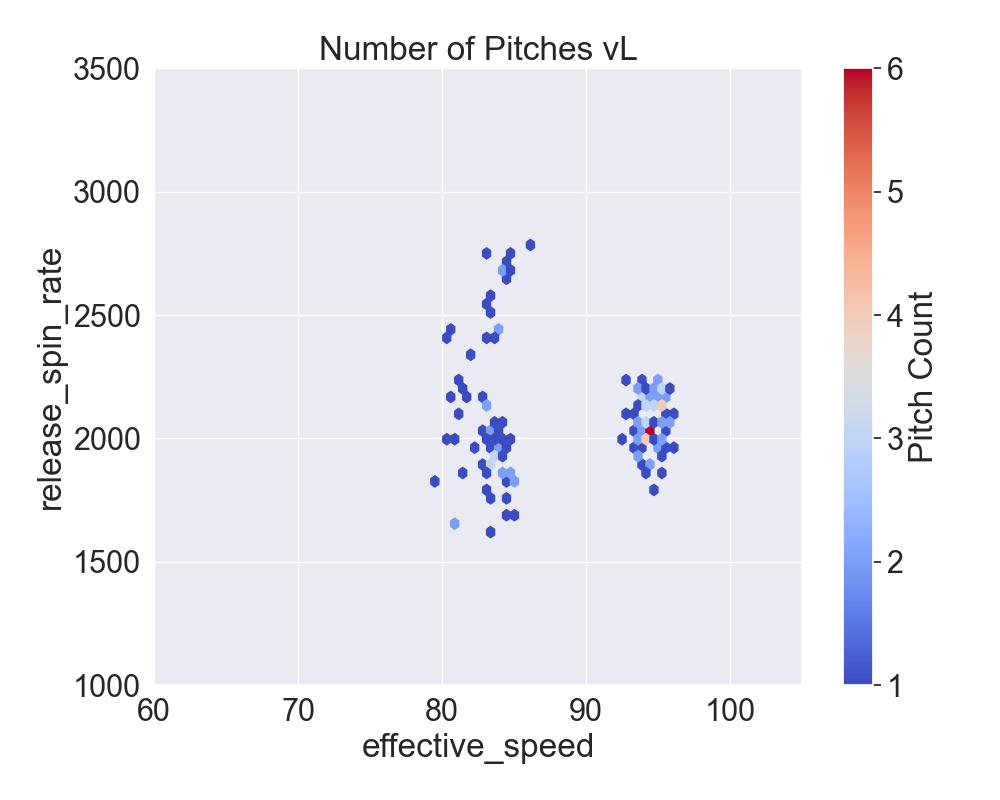 Number of Pitches vL
3500
3000
2500
2000
1500
1000
release_spin_rate
60 70 80 90 100
effective_speed
6
5
4
3
2
1
Pitch Count